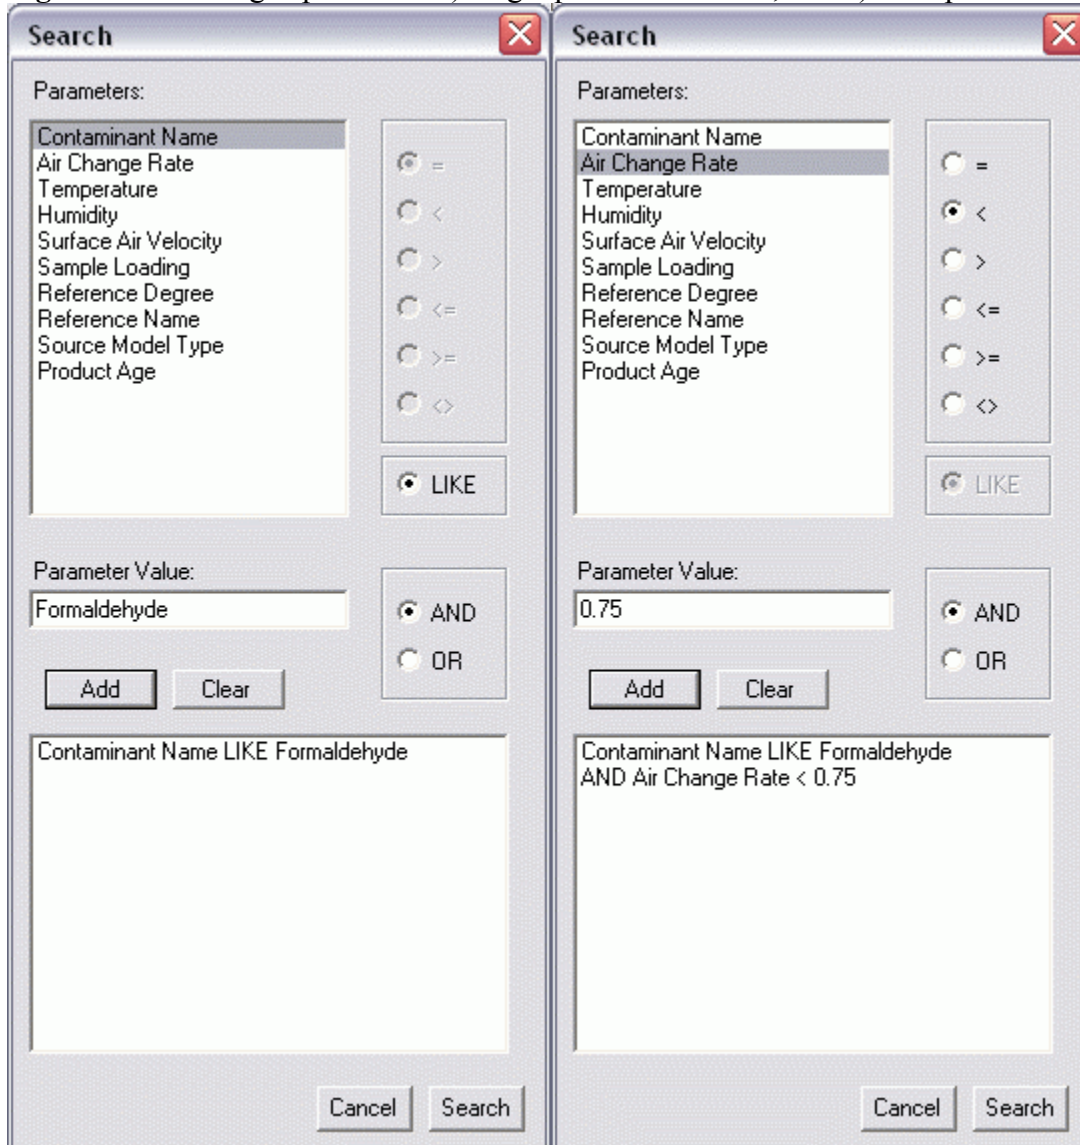 Search
Parameters:
Contaminant Name
Air Change Rate
Temperature
Humidity
Surface Air Velocity
Sample Loading
Reference Degree
Reference Name
Source Model Type
Product Age
=
<
>
<=
>=
<>
LIKE
Parameter Value:
Formaldehyde
AND
OR
Add
Clear
Contaminant Name LIKE Formaldehyde
Cancel
Search
Search
Parameters:
Contaminant Name
Air Change Rate
Temperature
Humidity
Surface Air Velocity
Sample Loading
Reference Degree
Reference Name
Source Model Type
Product Age
=
<
>
<=
>=
<>
LIKE
Parameter Value:
0.75
AND
OR
Add
Clear
Contaminant Name LIKE Formaldehyde
AND Air Change Rate < 0.75
Cancel
Search